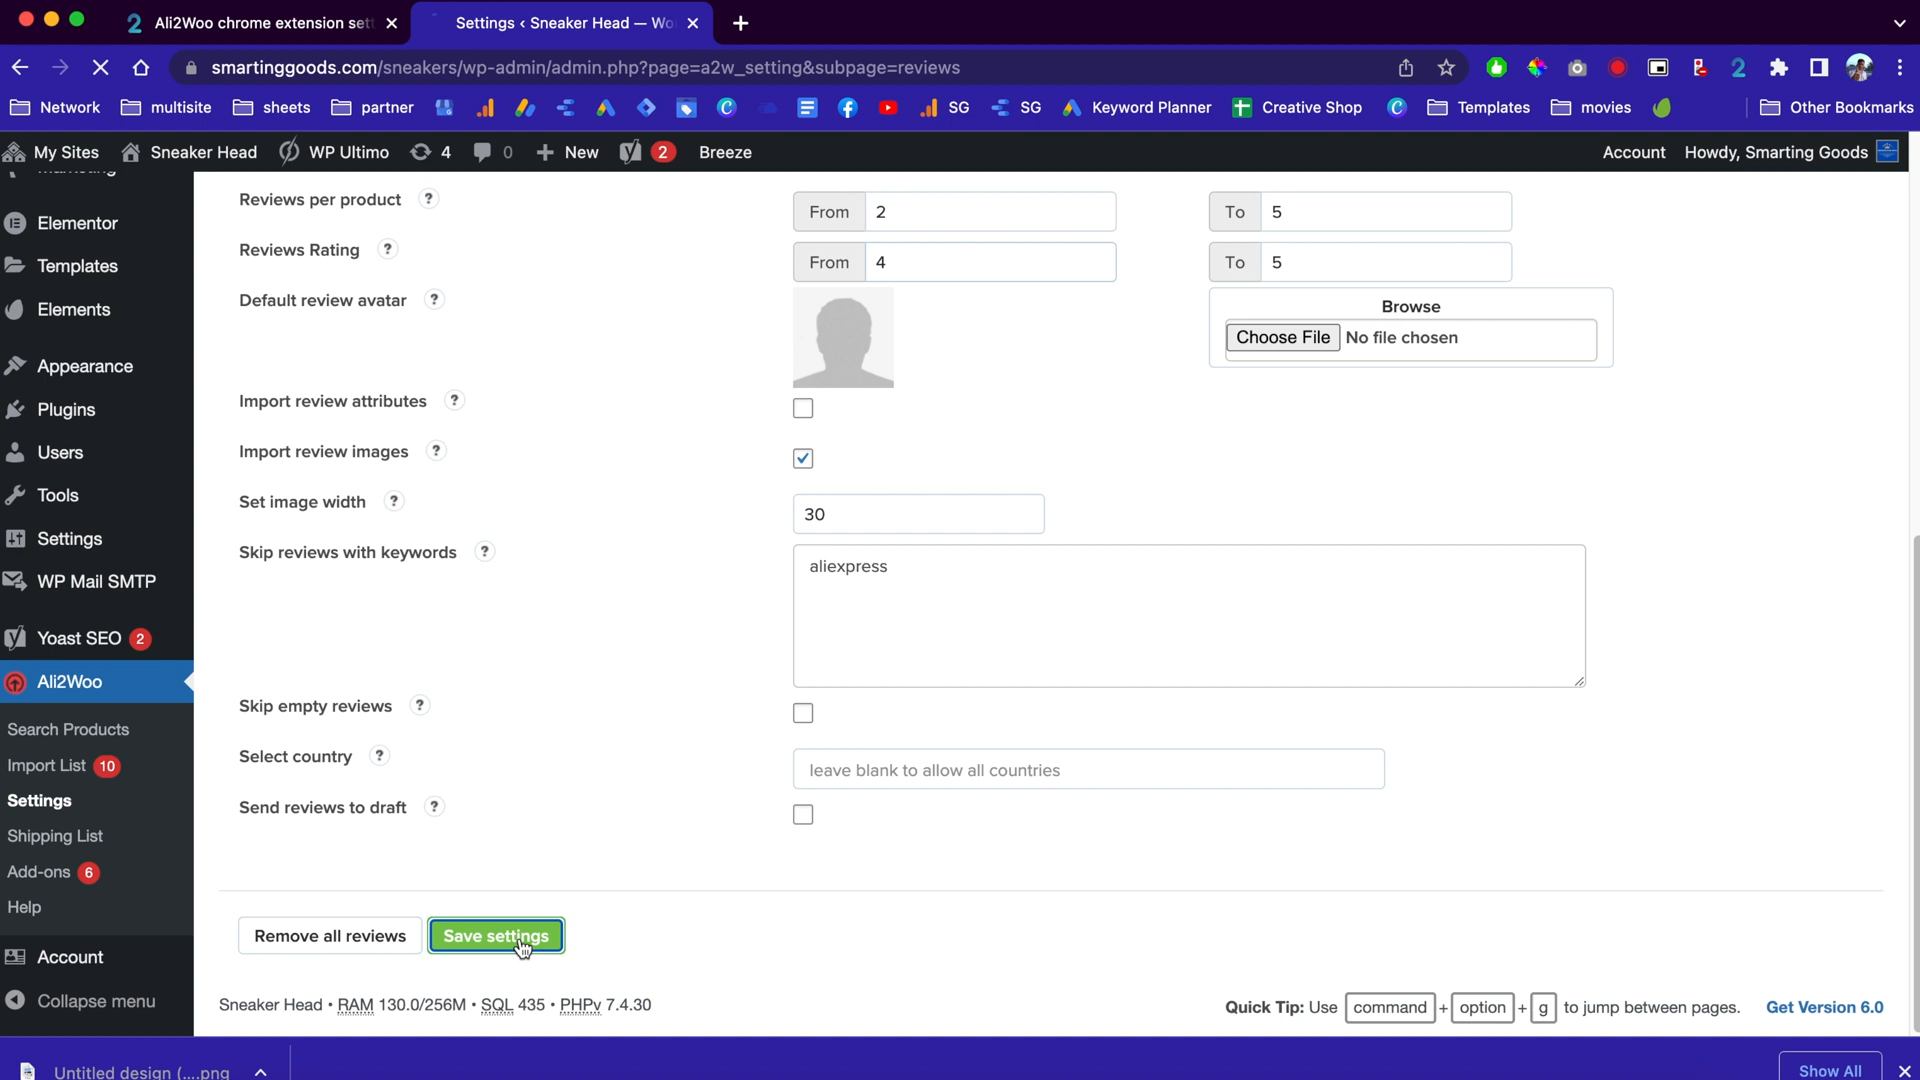 Ali2Woo chrome extension set
Settings ‹ Sneaker Head — Wo
smartinggoods.com/sneakers/wp-admin/admin.php?page=a2w_setting&subpage=reviews
Network multisite sheets partner SG SG Keyword Planner Creative Shop Templates movies Other Bookmarks
My Sites Sneaker Head WP Ultimo 4 0 New 2 Breeze Account Howdy, Smarting Goods
Marketing
Elementor
Templates
Elements
Appearance
Plugins
Users
Tools
Settings
WP Mail SMTP
Yoast SEO 2
Ali2Woo
Search Products
Import List 10
Settings
Shipping List
Add-ons 6
Help
Account
Collapse menu
Reviews per product ? From 2 To 5
Reviews Rating ? From 4 To 5
Default review avatar ? Browse
Choose File No file chosen
Import review attributes ?
Import review images ?
Set image width ? 30
Skip reviews with keywords ? aliexpress
Skip empty reviews ?
Select country ? leave blank to allow all countries
Send reviews to draft ?
Remove all reviews Save settings
Sneaker Head • RAM 130.0/256M • SQL 435 • PHPv 7.4.30
Quick Tip: Use command + option + g to jump between pages. Get Version 6.0
Untitled design (....png Show All